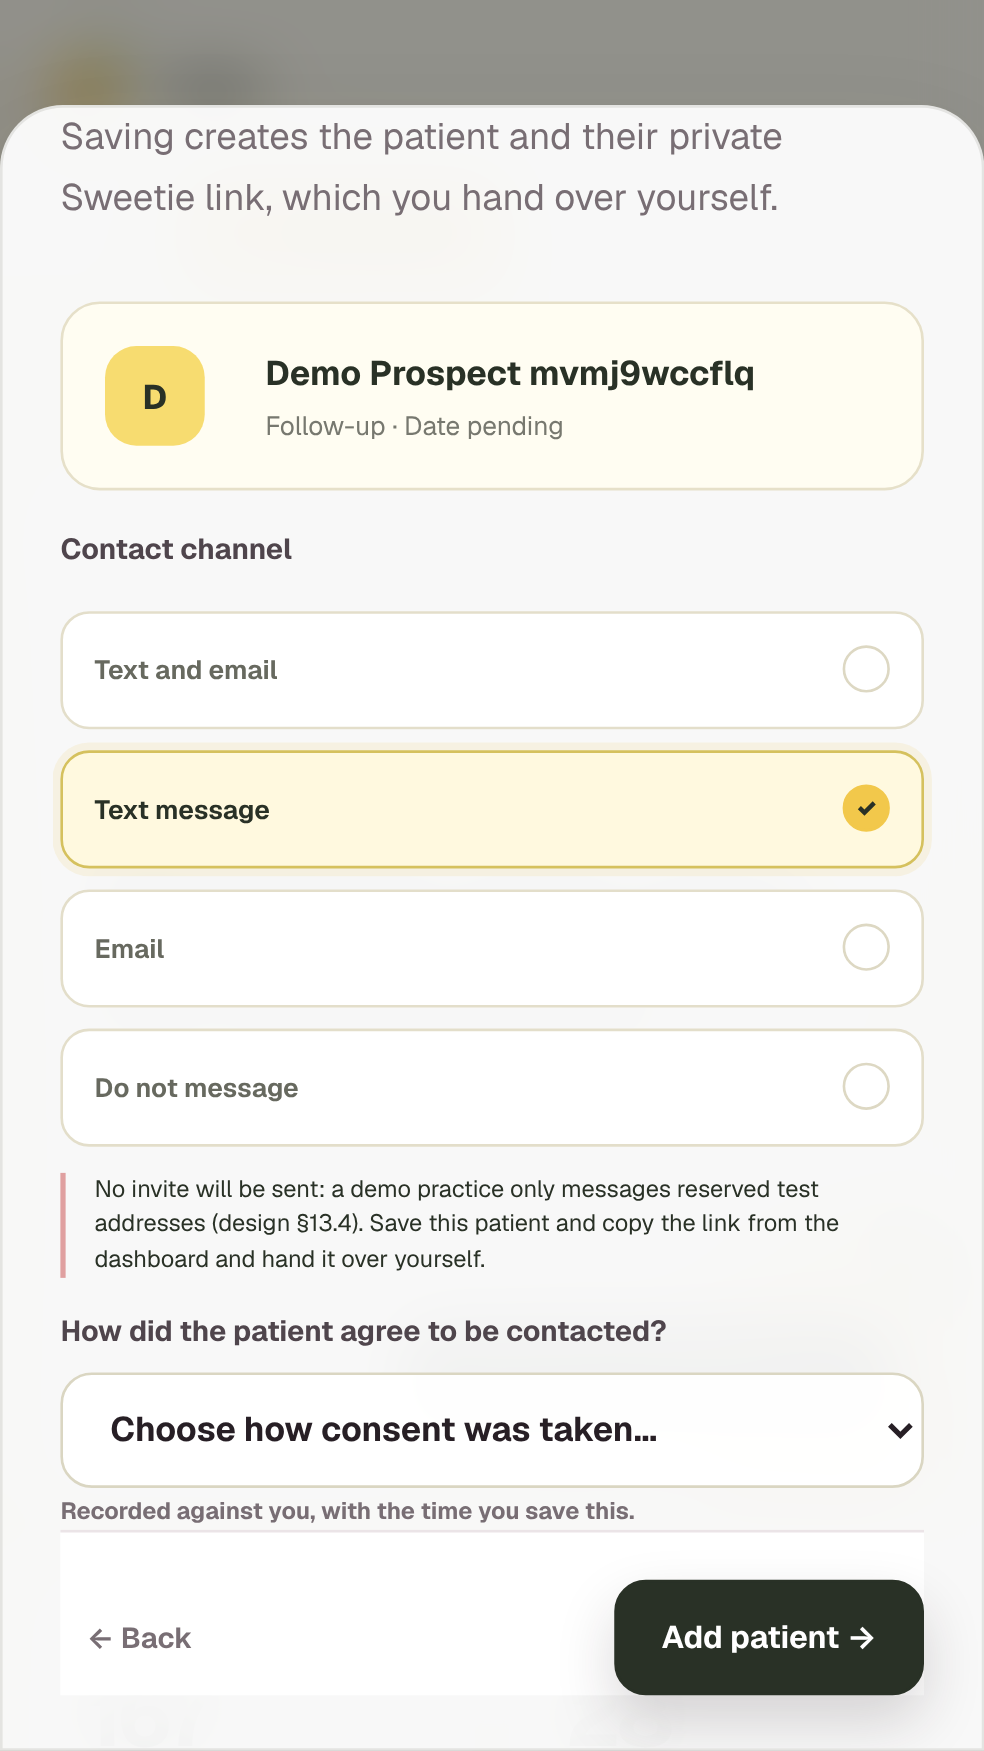 Saving creates the patient and their private
Sweetie link, which you hand over yourself.
D
Demo Prospect mvmj9wccflq
Follow-up · Date pending
Contact channel
Text and email
Text message
Email
Do not message
No invite will be sent: a demo practice only messages reserved test
addresses (design §13.4). Save this patient and copy the link from the
dashboard and hand it over yourself.
How did the patient agree to be contacted?
Choose how consent was taken...
Recorded against you, with the time you save this.
← Back
Add patient →